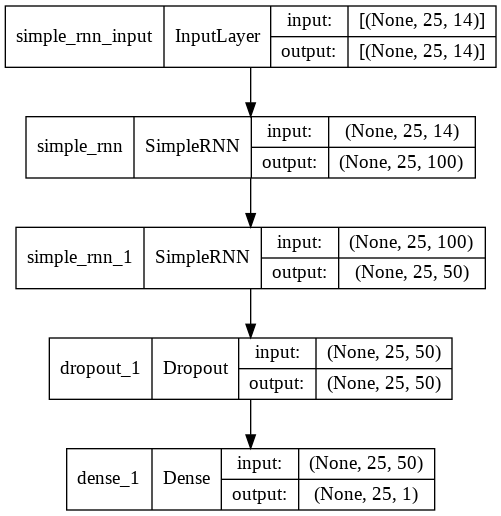 simple_rnn_input InputLayer input: [(None, 25, 14)]
output: [(None, 25, 14)]
simple_rnn SimpleRNN input: (None, 25, 14)
output: (None, 25, 100)
simple_rnn_1 SimpleRNN input: (None, 25, 100)
output: (None, 25, 50)
dropout_1 Dropout input: (None, 25, 50)
output: (None, 25, 50)
dense_1 Dense input: (None, 25, 50)
output: (None, 25, 1)